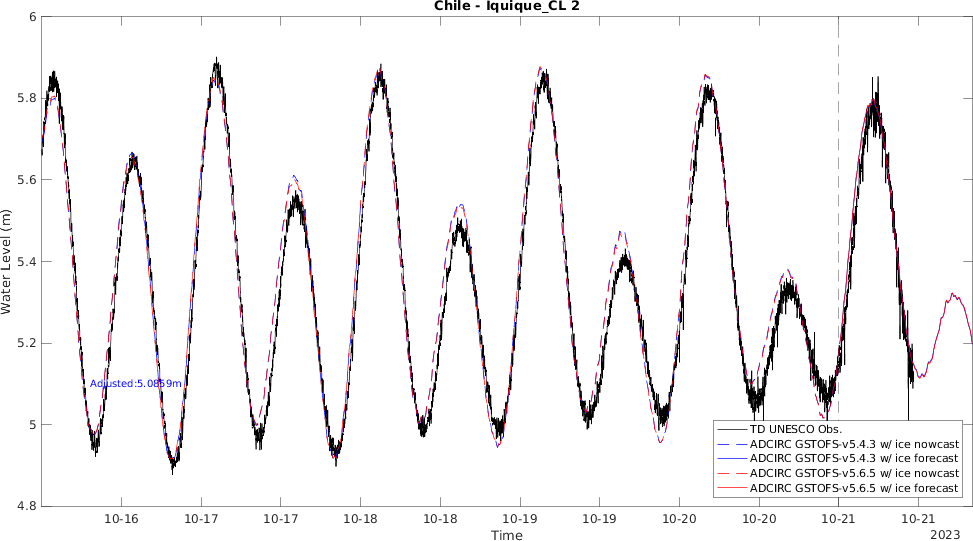 Chile - Iquique_CL 2
6
5.8
5.6
5.4
5.2
5
4.8
Water Level (m)
Adjusted:5.0859m
TD UNESCO Obs.
ADCIRC GSTOFS-v5.4.3 w/ ice nowcast
ADCIRC GSTOFS-v5.4.3 w/ ice forecast
ADCIRC GSTOFS-v5.6.5 w/ ice nowcast
ADCIRC GSTOFS-v5.6.5 w/ ice forecast
10-16 10-17 10-17 10-18 10-18 10-19 10-19 10-20 10-20 10-21 10-21
Time
2023